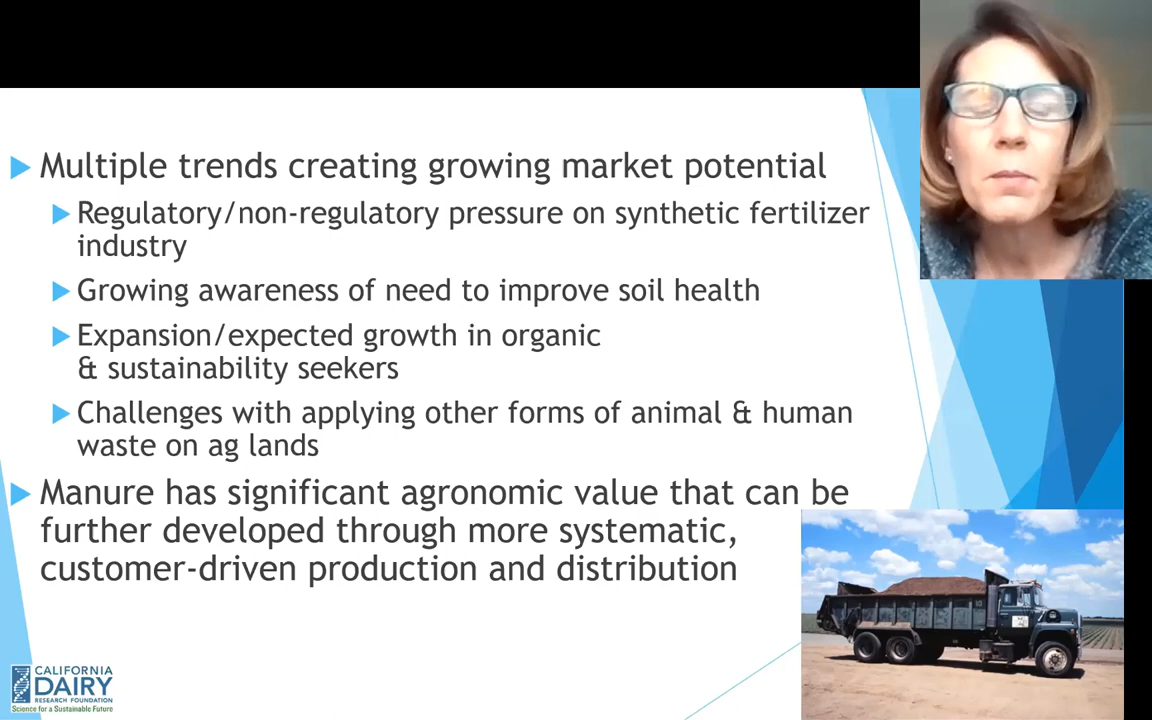 Multiple trends creating growing market potential
Regulatory/non-regulatory pressure on synthetic fertilizer
industry
Growing awareness of need to improve soil health
Expansion/expected growth in organic
& sustainability seekers
Challenges with applying other forms of animal & human
waste on ag lands
Manure has significant agronomic value that can be
further developed through more systematic,
customer-driven production and distribution
CALIFORNIA
DAIRY
RESEARCH FOUNDATION
Science for a Sustainable Future